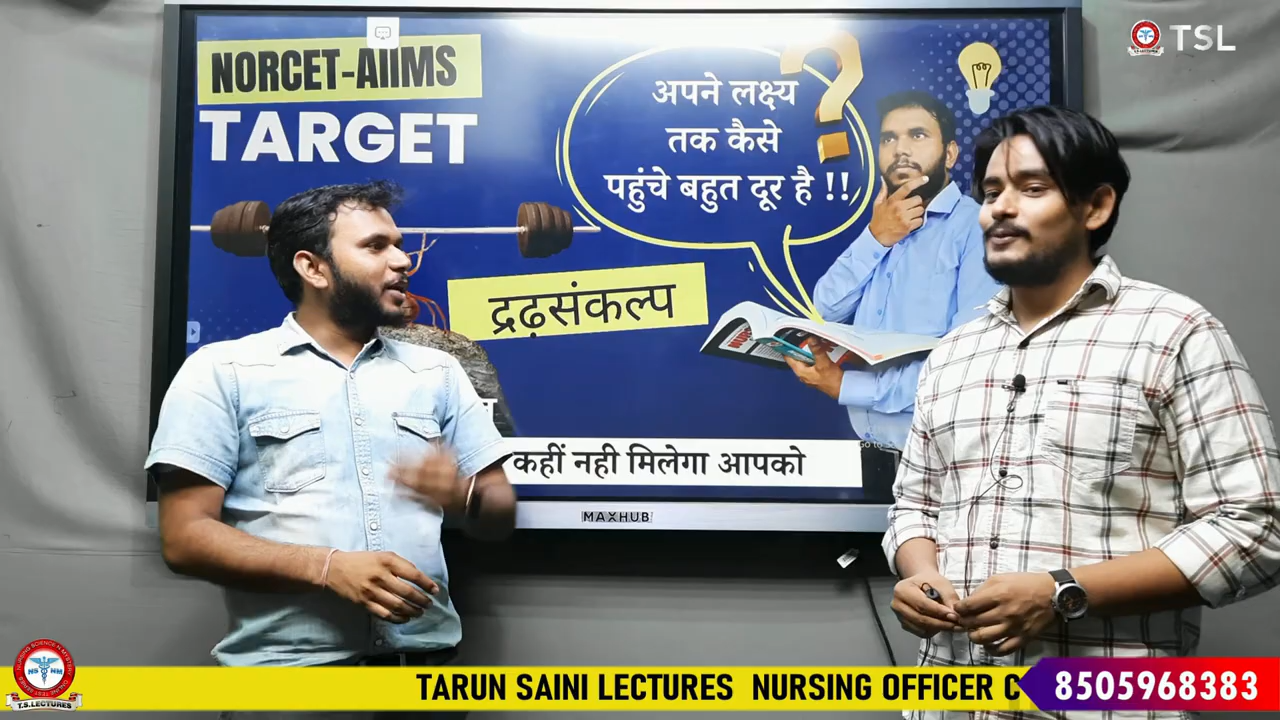 NORCET-AIIMS
TARGET
अपने लक्ष्य
तक कैसे
पहुंचे बहुत दूर है !!
द्रढ़संकल्प
कहीं नही मिलेगा आपको
MAXHUB
TSL
T.S.LECTURES
TARUN SAINI LECTURES NURSING OFFICER C
8505968383